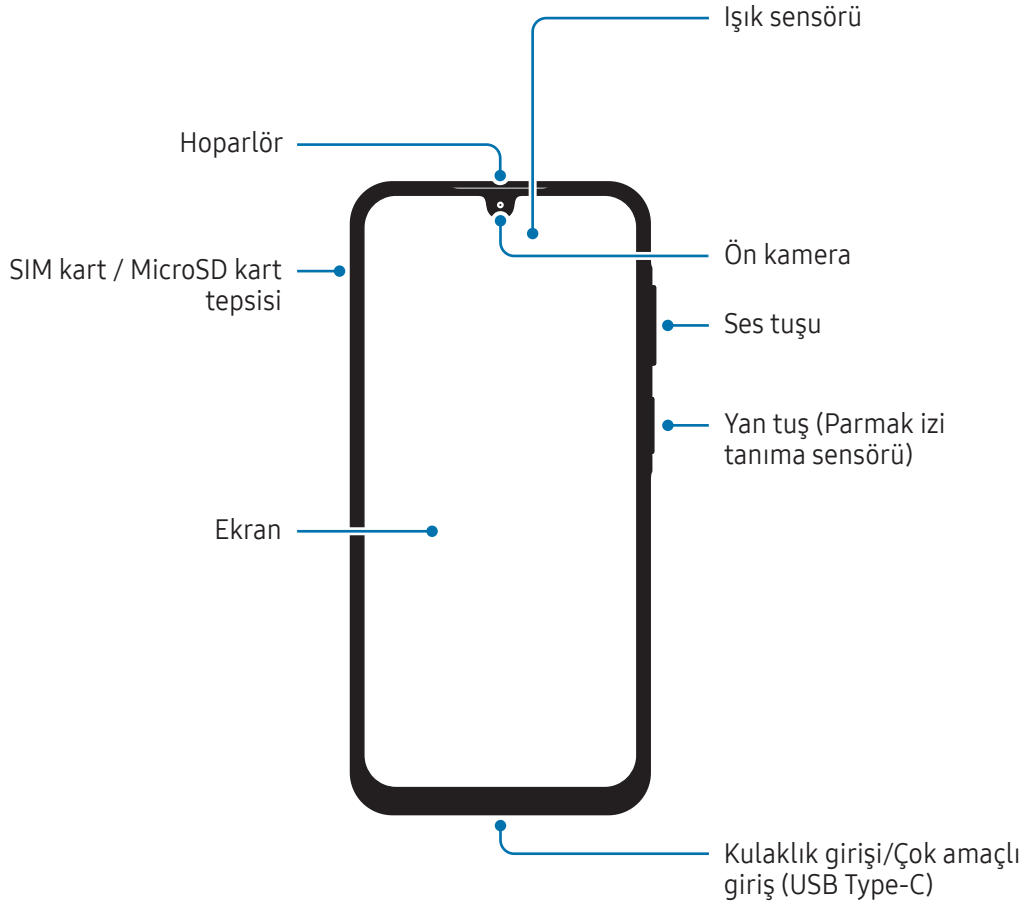 Işık sensörü
Hoparlör
Ön kamera
SIM kart / MicroSD kart
tepsisi
Ses tuşu
Yan tuş (Parmak izi
tanıma sensörü)
Ekran
Kulaklık girişi/Çok amaçlı
giriş (USB Type-C)